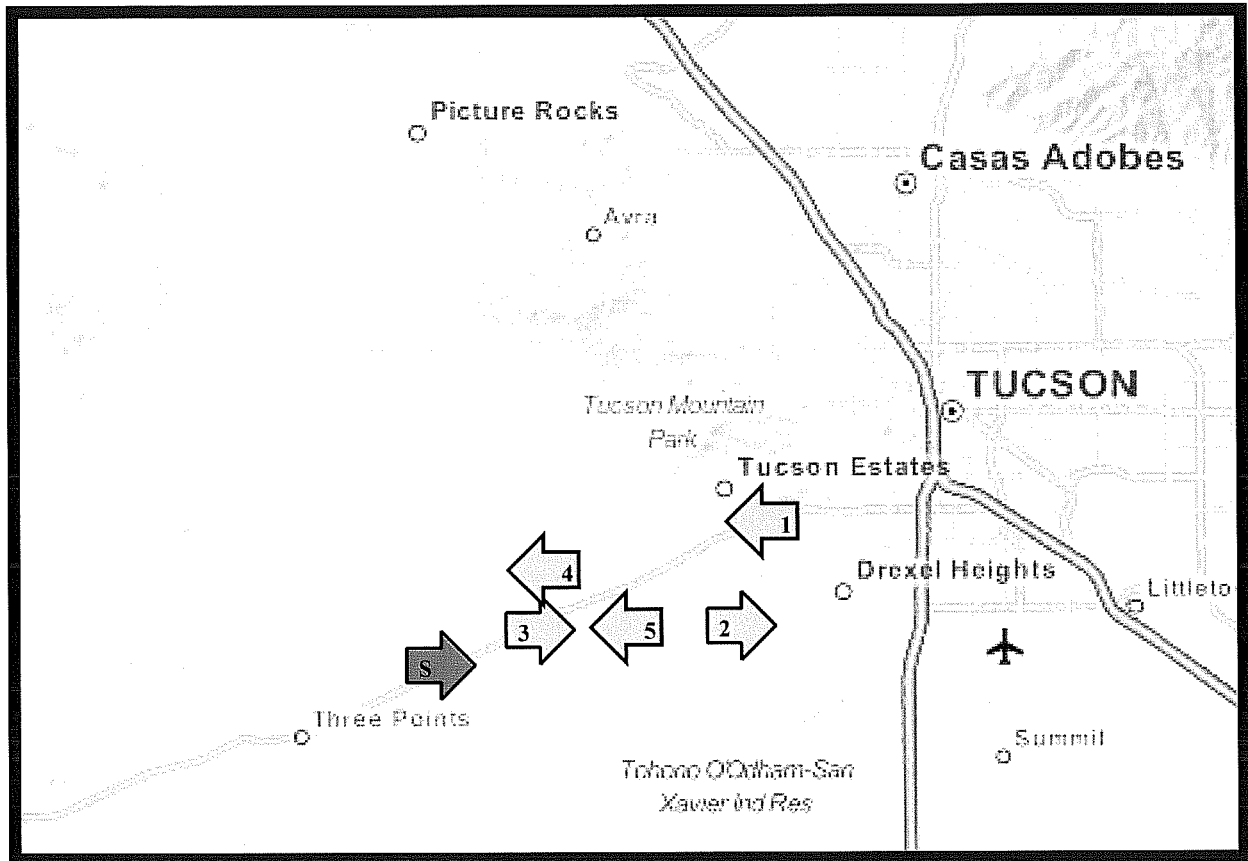 Picture Rocks
Casas Adobes
Avra
TUCSON
Tucson Mountain
Park
Tucson Estates
1
4
Drexel Heights
Littleto
3
5
2
S
Three Points
Summit
Tohono O'Odham-San
Xavier Ind Res